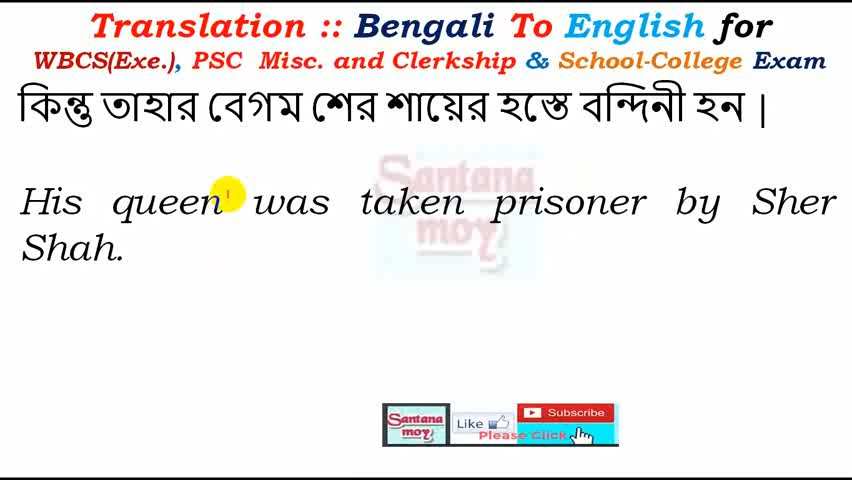 Translation :: Bengali To English for
WBCS(Exe.), PSC Misc. and Clerkship & School-College Exam
কিন্তু তাহার বেগম শের শায়ের হস্তে বন্দিনী হন |
Santana
moy
His queen was taken prisoner by Sher
Shah.
Santana
moy
Like
Subscribe
Please Click